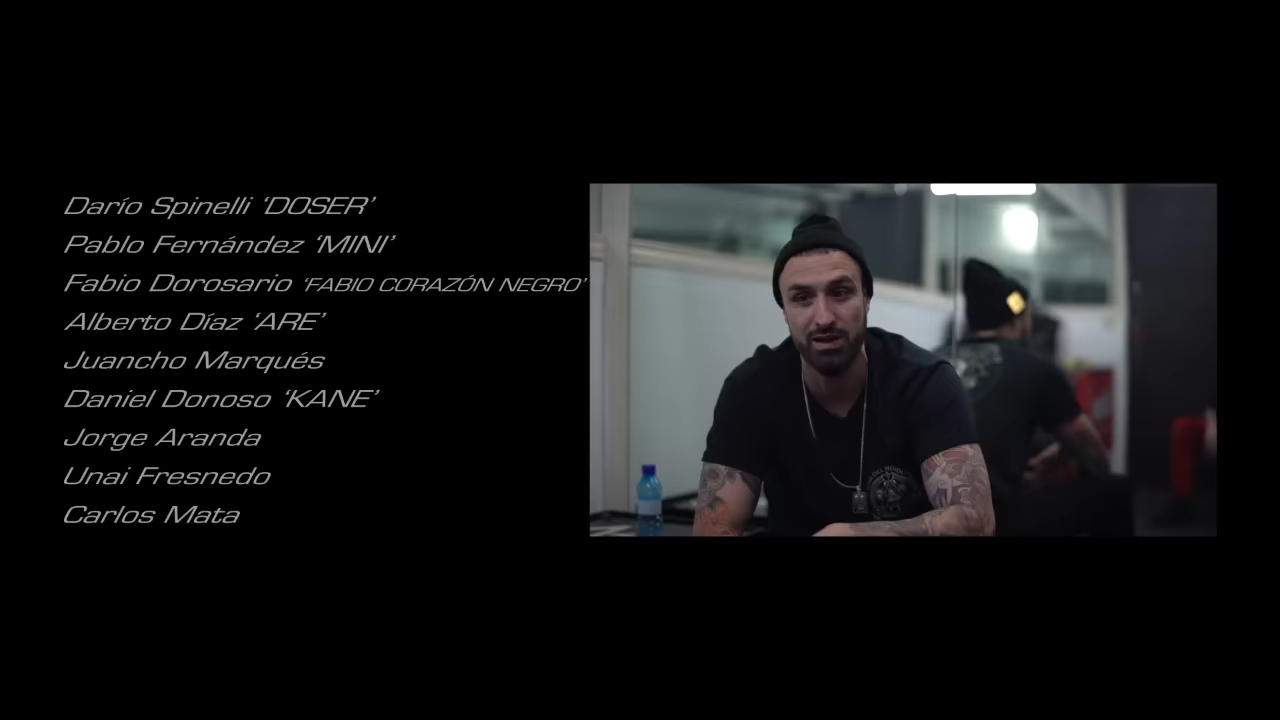 Darío Spinelli ‘DOSER’
Pablo Fernández ‘MINI’
Fabio Dorosario ‘FABIO CORAZÓN NEGRO’
Alberto Díaz ‘ARE’
Juancho Marqués
Daniel Donoso ‘KANE’
Jorge Aranda
Unai Fresnedo
Carlos Mata